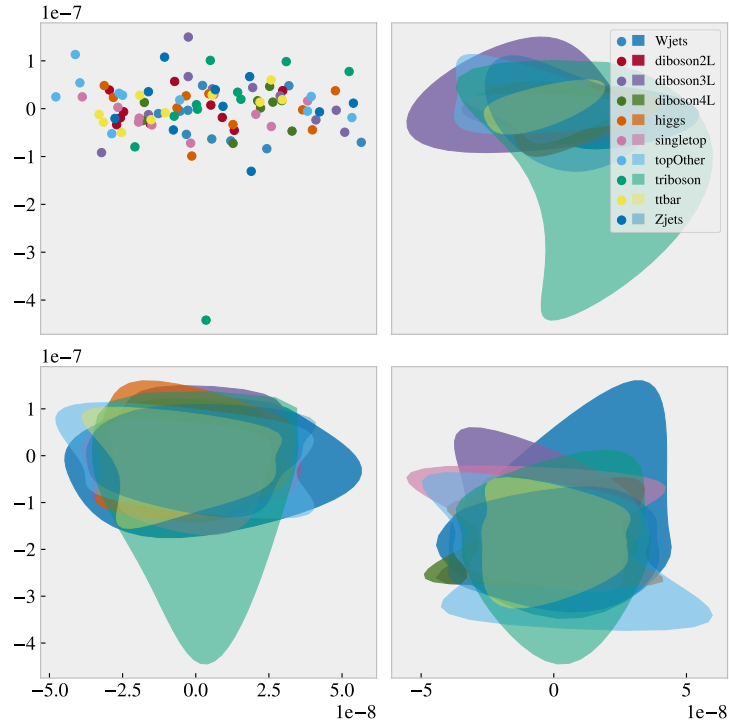 1e−7
1
0
−1
−2
−3
−4
Wjets
diboson2L
diboson3L
diboson4L
higgs
singletop
topOther
triboson
ttbar
Zjets
1e−7
1
0
−1
−2
−3
−4
−5.0 −2.5 0.0 2.5 5.0
1e−8
−5 0 5
1e−8